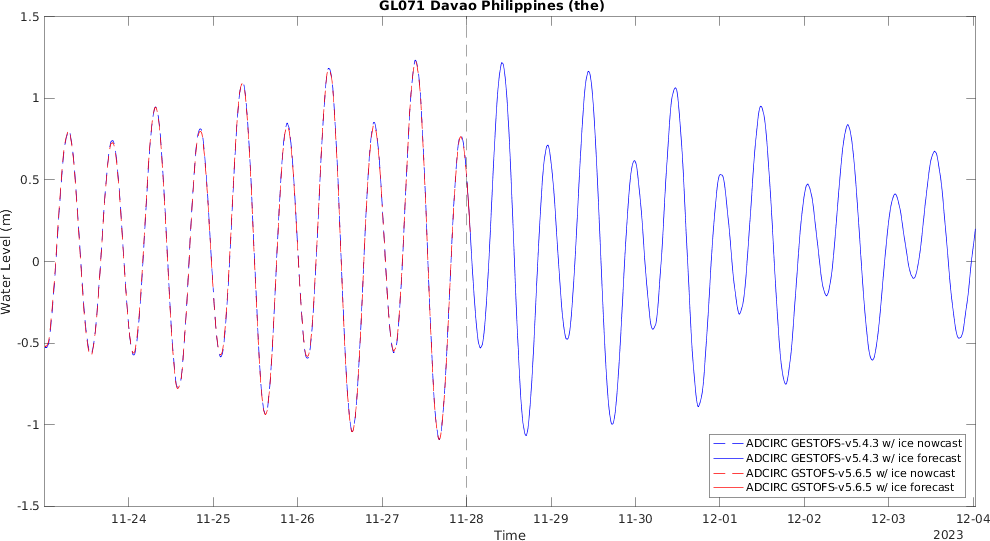 GL071 Davao Philippines (the)
Water Level (m)
1.5
1
0.5
0
-0.5
-1
-1.5
ADCIRC GESTOFS-v5.4.3 w/ ice nowcast
ADCIRC GESTOFS-v5.4.3 w/ ice forecast
ADCIRC GSTOFS-v5.6.5 w/ ice nowcast
ADCIRC GSTOFS-v5.6.5 w/ ice forecast
11-24 11-25 11-26 11-27 11-28 11-29 11-30 12-01 12-02 12-03 12-04
Time
2023